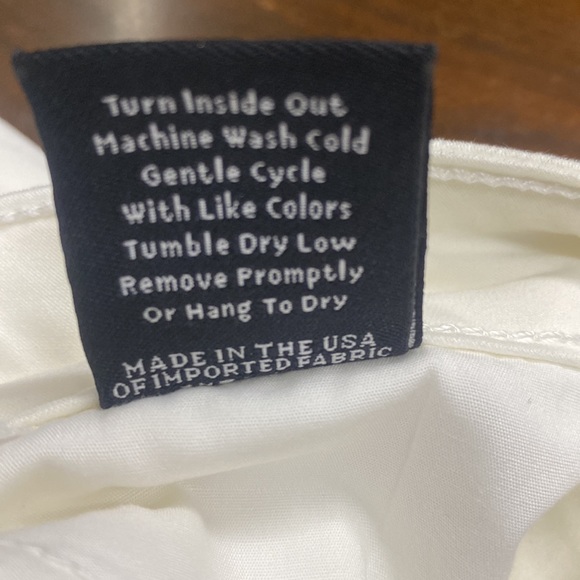 Turn Inside Out
Machine Wash Cold
Gentle Cycle
With Like Colors
Tumble Dry Low
Remove Promptly
Or Hang To Dry
MADE IN THE USA
OF IMPORTED FABRIC